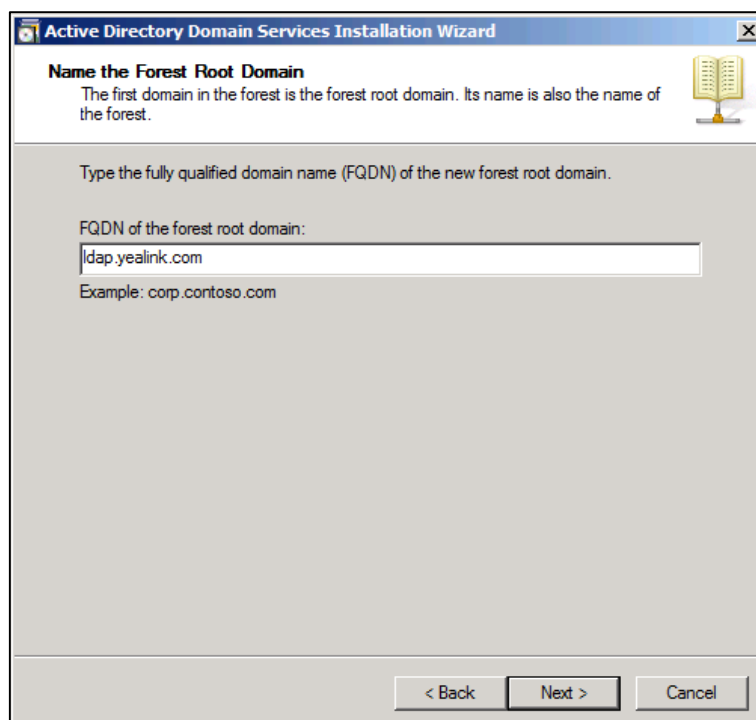 Active Directory Domain Services Installation Wizard
Name the Forest Root Domain
The first domain in the forest is the forest root domain. Its name is also the name of
the forest.
Type the fully qualified domain name (FQDN) of the new forest root domain.
FQDN of the forest root domain:
ldap.yealink.com
Example: corp.contoso.com
< Back Next > Cancel